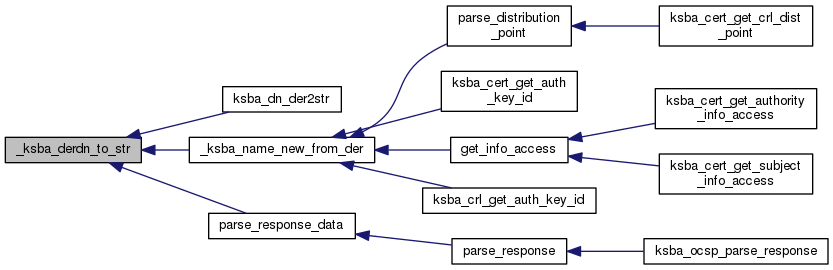 parse_distribution
_point
ksba_cert_get_crl_dist
_point
ksba_cert_get_auth
_key_id
ksba_dn_der2str
ksba_cert_get_authority
_info_access
_ksba_derdn_to_str
_ksba_name_new_from_der
get_info_access
ksba_cert_get_subject
_info_access
ksba_crl_get_auth_key_id
parse_response_data
parse_response
ksba_ocsp_parse_response